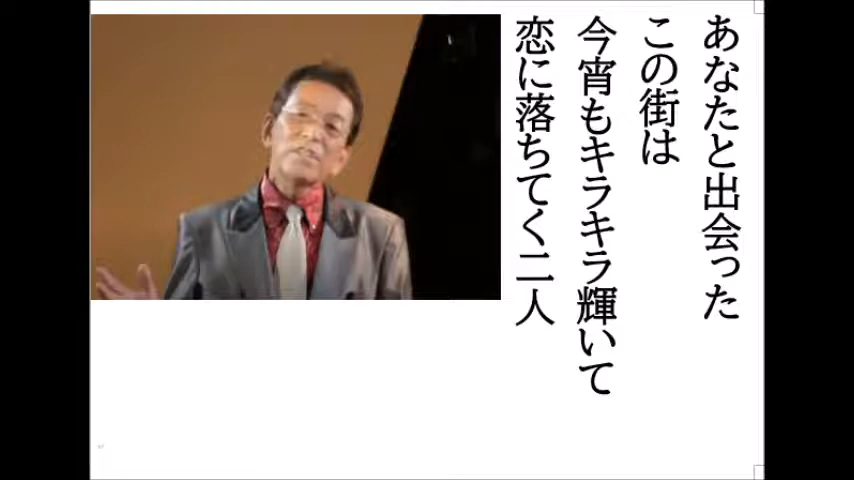 あなたと出会った
この街は
今宵もキラキラ輝いて
恋に落ちてく二人